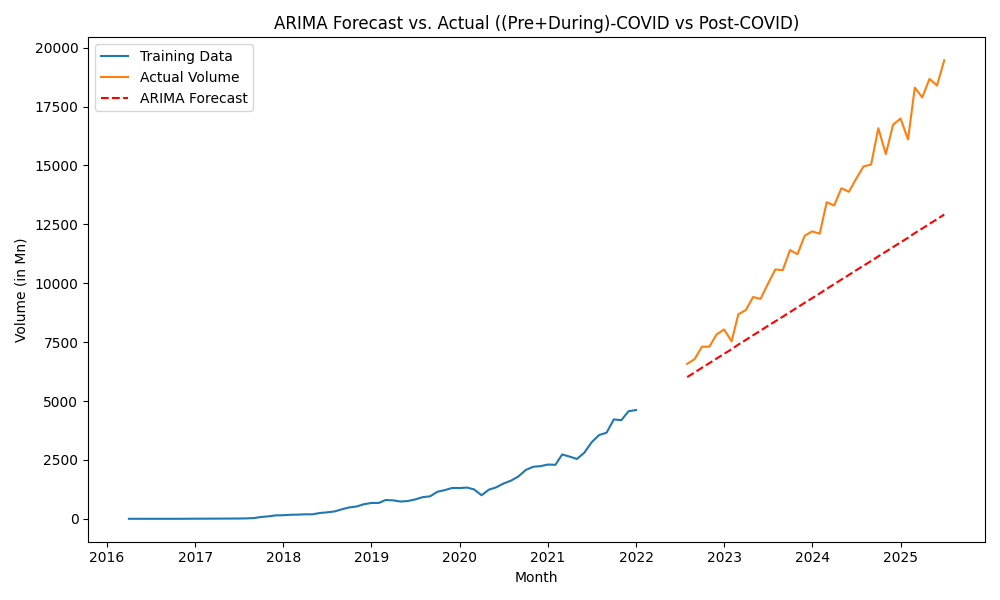 ARIMA Forecast vs. Actual ((Pre+During)-COVID vs Post-COVID)
Training Data
Actual Volume
ARIMA Forecast
20000
17500
15000
12500
10000
7500
5000
2500
0
Volume (in Mn)
2016 2017 2018 2019 2020 2021 2022 2023 2024 2025
Month